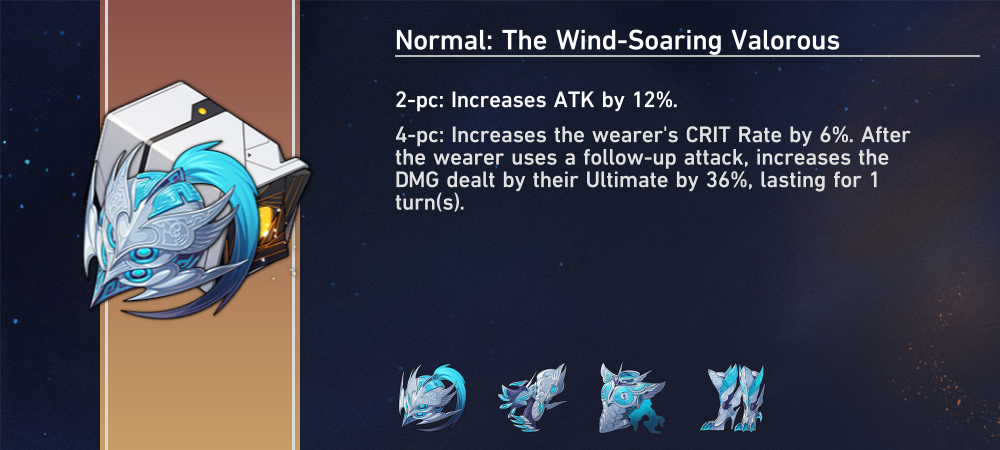 Normal: The Wind-Soaring Valorous
2-pc: Increases ATK by 12%.
4-pc: Increases the wearer's CRIT Rate by 6%. After
the wearer uses a follow-up attack, increases the
DMG dealt by their Ultimate by 36%, lasting for 1
turn(s).